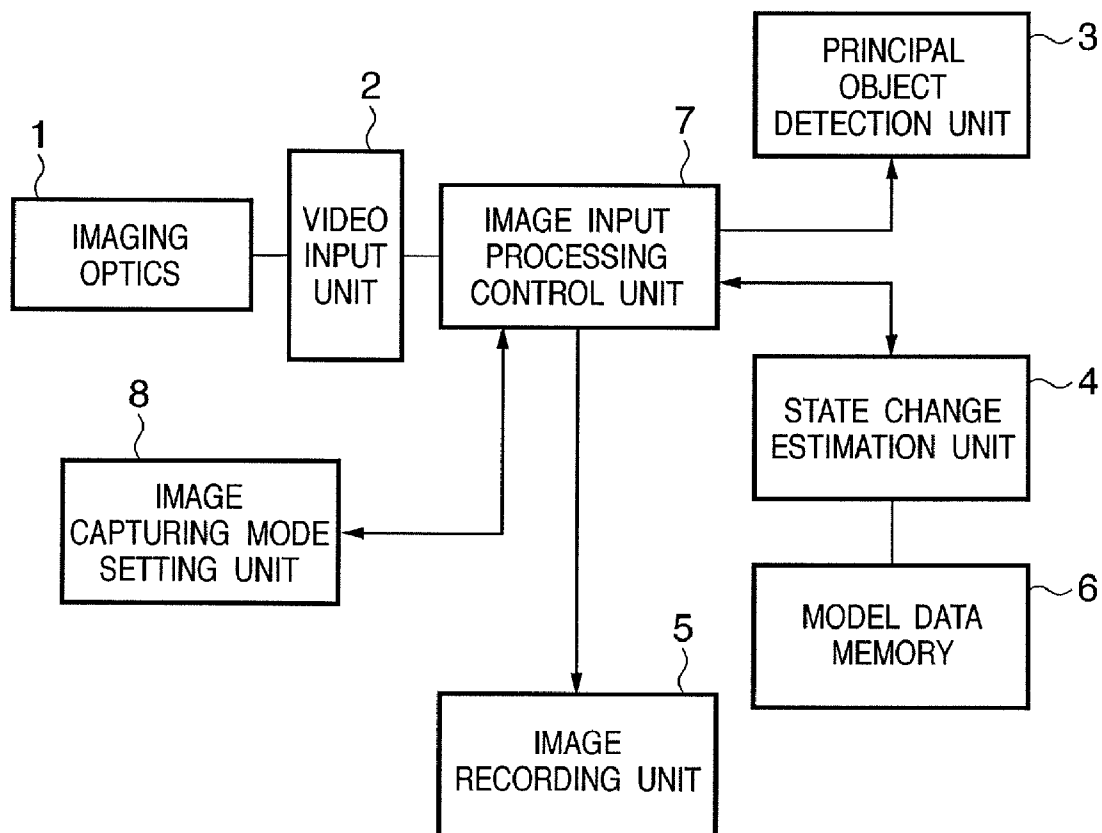 3
PRINCIPAL
OBJECT
DETECTION UNIT
2
7
1
IMAGING
OPTICS
VIDEO
INPUT
UNIT
IMAGE INPUT
PROCESSING
CONTROL UNIT
4
STATE CHANGE
ESTIMATION UNIT
8
IMAGE
CAPTURING MODE
SETTING UNIT
6
MODEL DATA
MEMORY
5
IMAGE
RECORDING UNIT